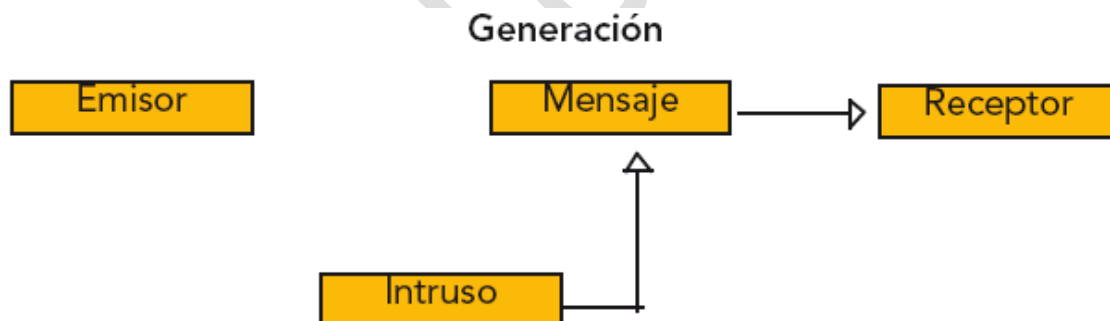 Generación
Emisor
Mensaje
Receptor
Intruso